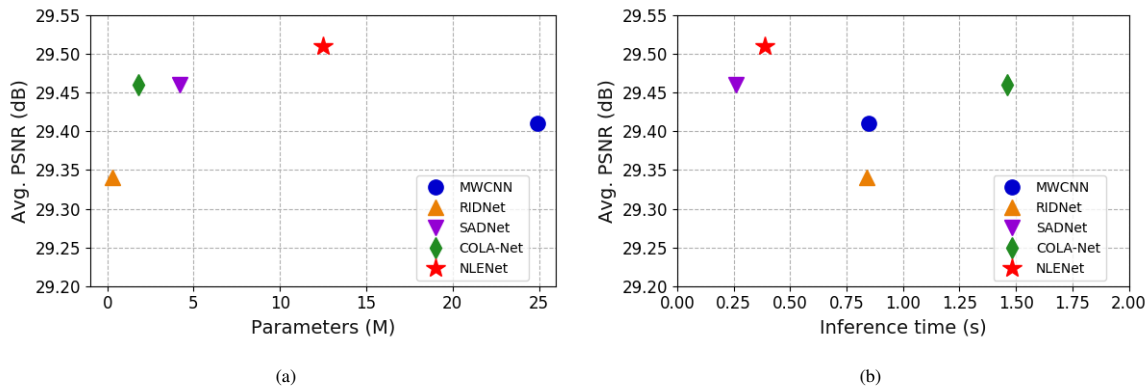 29.55
29.50
29.45
29.40
29.35
29.30
29.25
29.20
Avg. PSNR (dB)
0
5
10
15
20
25
Parameters (M)
MWCNN
RIDNet
SADNet
COLA-Net
NLENet
(a)
29.55
29.50
29.45
29.40
29.35
29.30
29.25
29.20
Avg. PSNR (dB)
0.00
0.25
0.50
0.75
1.00
1.25
1.50
1.75
2.00
Inference time (s)
MWCNN
RIDNet
SADNet
COLA-Net
NLENet
(b)